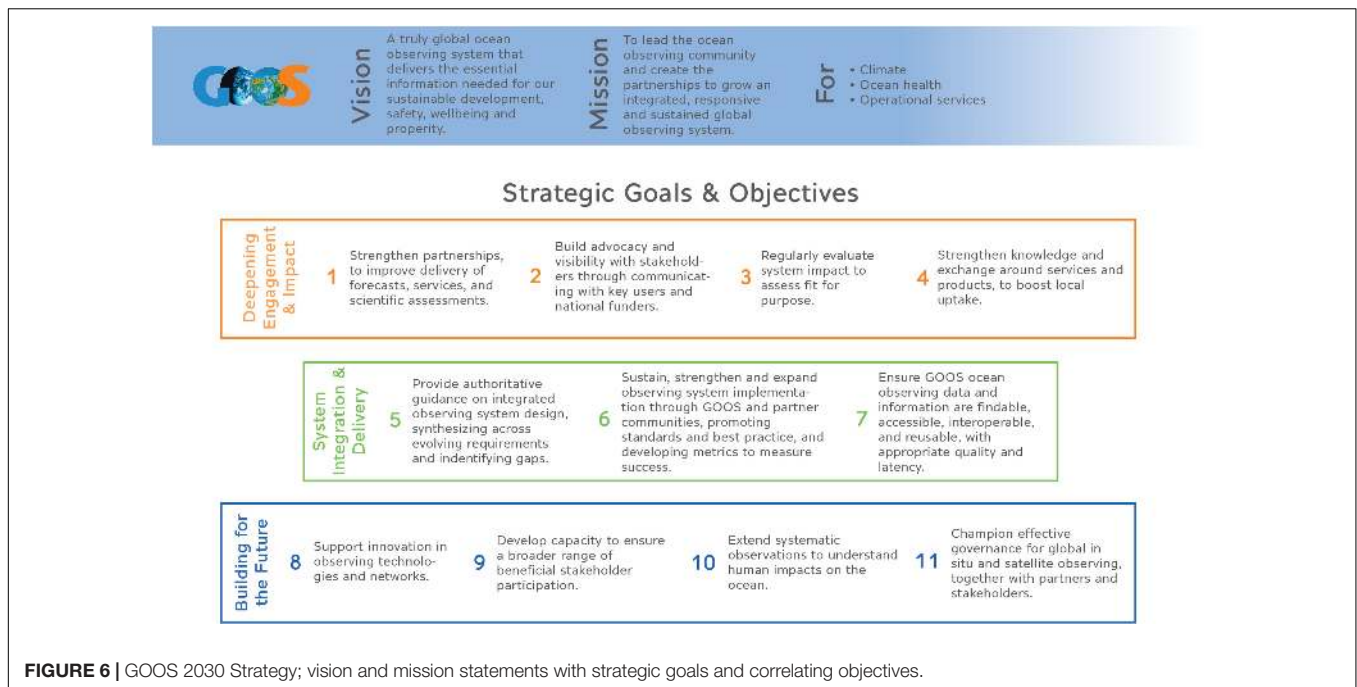 GOOS
Vision
A truly global ocean
observing system that
delivers the essential
information needed for our
sustainable development,
safety, wellbeing and
properity.
Mission
To lead the ocean
observing community
and create the
partnerships to grow an
integrated, responsive
and sustained global
observing system.
For
• Climate
• Ocean health
• Operational services
Strategic Goals & Objectives
Deepening
Engagement
& Impact
1
Strengthen partnerships,
to improve delivery of
forecasts, services, and
scientific assessments.
2
Build advocacy and
visibility with stakehold-
ers through communicat-
ing with key users and
national funders.
3
Regularly evaluate
system impact to
assess fit for
purpose.
4
Strengthen knowledge and
exchange around services and
products, to boost local
uptake.
System
Integration &
Delivery
5
Provide authoritative
guidance on integrated
observing system design,
synthesizing across
evolving requirements
and indentifying gaps.
6
Sustain, strengthen and expand
observing system implementa-
tion through GOOS and partner
communities, promoting
standards and best practice, and
developing metrics to measure
success.
7
Ensure GOOS ocean
observing data and
information are findable,
accessible, interoperable,
and reusable, with
appropriate quality and
latency.
Building for
the Future
8
Support innovation in
observing technolo-
gies and networks.
9
Develop capacity to ensure
a broader range of
beneficial stakeholder
participation.
10
Extend systematic
observations to understand
human impacts on the
ocean.
11
Champion effective
governance for global in
situ and satellite observing,
together with partners and
stakeholders.
FIGURE 6 | GOOS 2030 Strategy; vision and mission statements with strategic goals and correlating objectives.